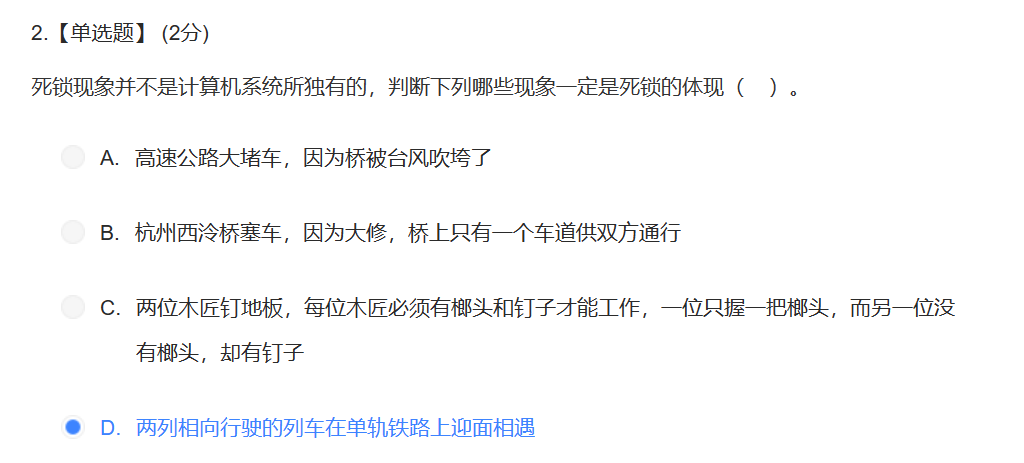 2.【单选题】 (2分)
死锁现象并不是计算机系统所独有的，判断下列哪些现象一定是死锁的体现（　）。
A. 高速公路大堵车，因为桥被台风吹垮了
B. 杭州西泠桥塞车，因为大修，桥上只有一个车道供双方通行
C. 两位木匠钉地板，每位木匠必须有榔头和钉子才能工作，一位只握一把榔头，而另一位没
有榔头，却有钉子
D. 两列相向行驶的列车在单轨铁路上迎面相遇